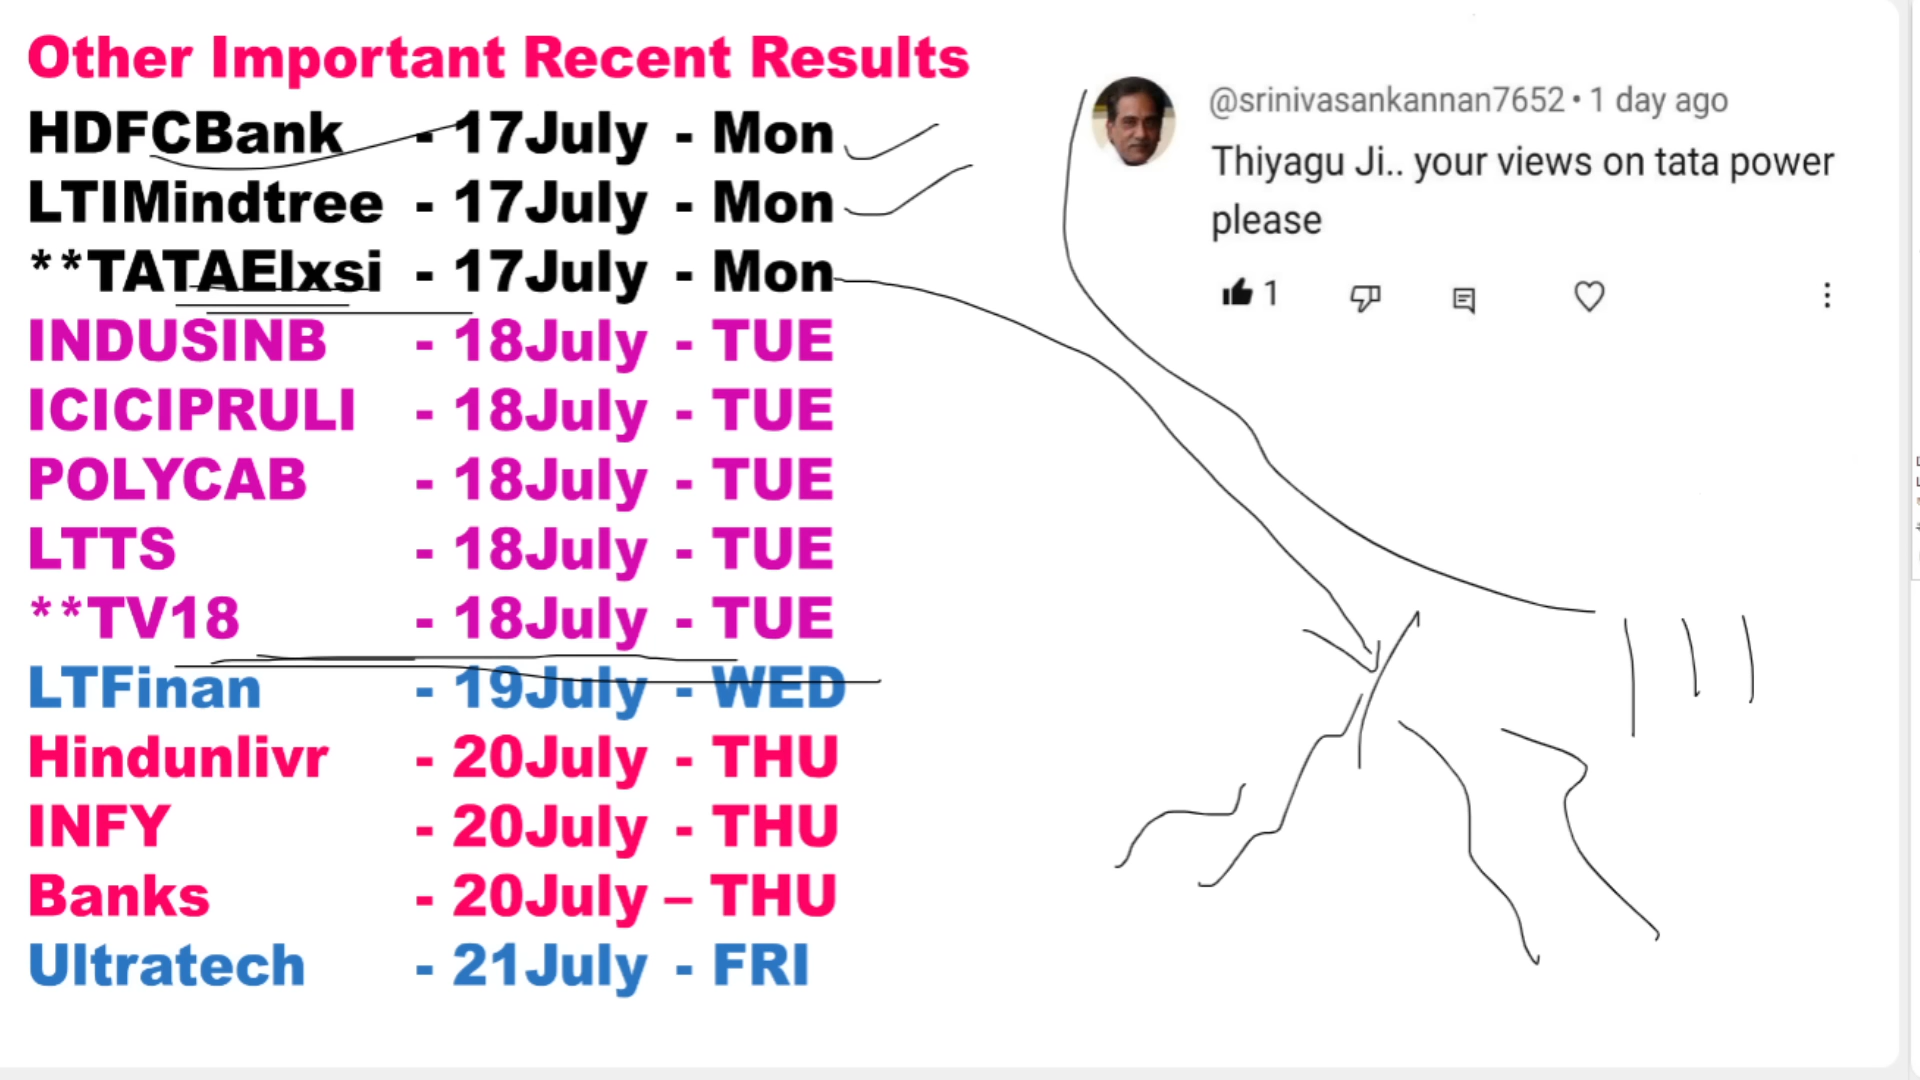 Other Important Recent Results
HDFCBank - 17July - Mon
LTIMindtree - 17July - Mon
**TATAElxsi - 17July - Mon
INDUSINB - 18July - TUE
ICICIPRULI - 18July - TUE
POLYCAB - 18July - TUE
LTTS - 18July - TUE
**TV18 - 18July - TUE
LTFinan - 19July - WED
Hindunlivr - 20July - THU
INFY - 20July - THU
Banks - 20July – THU
Ultratech - 21July - FRI
@srinivasankannan7652 • 1 day ago
Thiyagu Ji.. your views on tata power
please
1